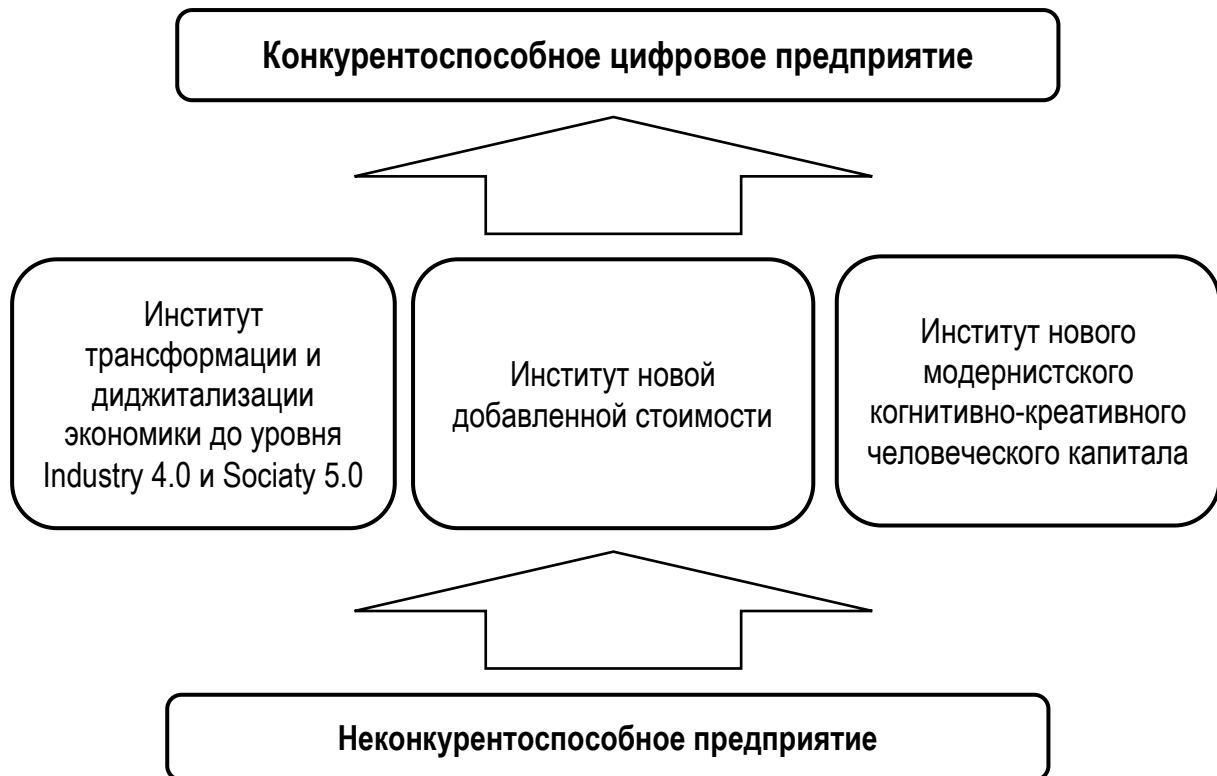 Конкурентоспособное цифровое предприятие
Институт
трансформации и
диджитализации
экономики до уровня
Industry 4.0 и Sociaty 5.0
Институт новой
добавленной стоимости
Институт нового
модернистского
когнитивно-креативного
человеческого капитала
Неконкурентоспособное предприятие